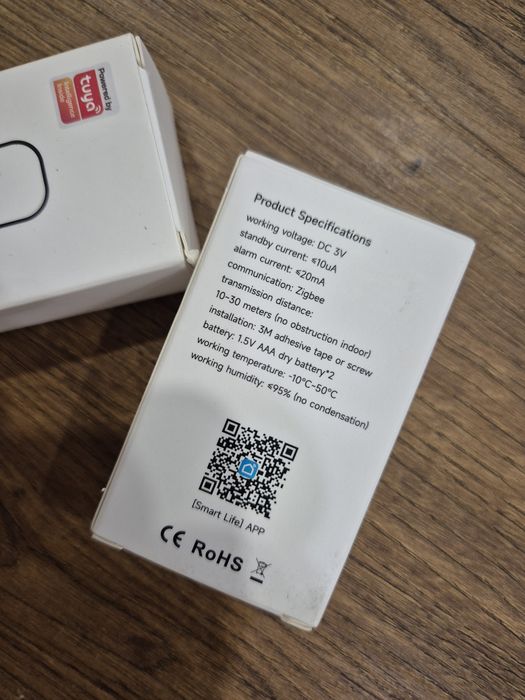 Powered by
tuya
Intelligence
Inside
Product Specifications
working voltage: DC 3V
standby current: ≤10uA
alarm current: ≤20mA
communication: Zigbee
transmission distance:
10~30 meters (no obstruction indoor)
installation: 3M adhesive tape or screw
battery: 1.5V AAA dry battery*2
working temperature: -10°C~50°C
working humidity: ≤95% (no condensation)
[Smart Life] APP
CE RoHS